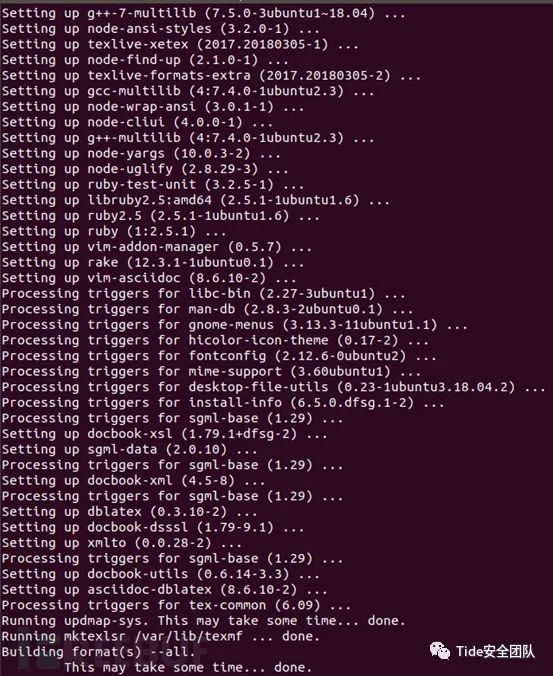 Setting up g++-7-multilib (7.5.0-3ubuntu1~18.04) ...
Setting up node-ansi-styles (3.2.0-1) ...
Setting up texlive-xetex (2017.20180305-1) ...
Setting up node-find-up (2.1.0-1) ...
Setting up texlive-formats-extra (2017.20180305-2) ...
Setting up gcc-multilib (4:7.4.0-1ubuntu2.3) ...
Setting up node-wrap-ansi (3.0.1-1) ...
Setting up node-cliui (4.0.0-1) ...
Setting up g++-multilib (4:7.4.0-1ubuntu2.3) ...
Setting up node-yargs (10.0.3-2) ...
Setting up node-uglify (2.8.29-3) ...
Setting up ruby-test-unit (3.2.5-1) ...
Setting up libruby2.5:amd64 (2.5.1-1ubuntu1.6) ...
Setting up ruby2.5 (2.5.1-1ubuntu1.6) ...
Setting up ruby (1:2.5.1) ...
Setting up vim-addon-manager (0.5.7) ...
Setting up rake (12.3.1-1ubuntu0.1) ...
Setting up vim-asciidoc (8.6.10-2) ...
Processing triggers for libc-bin (2.27-3ubuntu1) ...
Processing triggers for man-db (2.8.3-2ubuntu0.1) ...
Processing triggers for gnome-menus (3.13.3-11ubuntu1.1) ...
Processing triggers for hicolor-icon-theme (0.17-2) ...
Processing triggers for fontconfig (2.12.6-0ubuntu2) ...
Processing triggers for mime-support (3.60ubuntu1) ...
Processing triggers for desktop-file-utils (0.23-1ubuntu3.18.04.2) ...
Processing triggers for install-info (6.5.0.dfsg.1-2) ...
Processing triggers for sgml-base (1.29) ...
Setting up docbook-xsl (1.79.1+dfsg-2) ...
Setting up sgml-data (2.0.10) ...
Processing triggers for sgml-base (1.29) ...
Setting up docbook-xml (4.5-8) ...
Processing triggers for sgml-base (1.29) ...
Setting up dblatex (0.3.10-2) ...
Setting up docbook-dsssl (1.79-9.1) ...
Setting up xmlto (0.0.28-2) ...
Processing triggers for sgml-base (1.29) ...
Setting up docbook-utils (0.6.14-3.3) ...
Setting up asciidoc-dblatex (8.6.10-2) ...
Processing triggers for tex-common (6.09) ...
Running updmap-sys. This may take some time... done.
Running mktexlsr /var/lib/texmf ... done.
Building format(s) --all.
This may take some time... done.
Tide安全团队